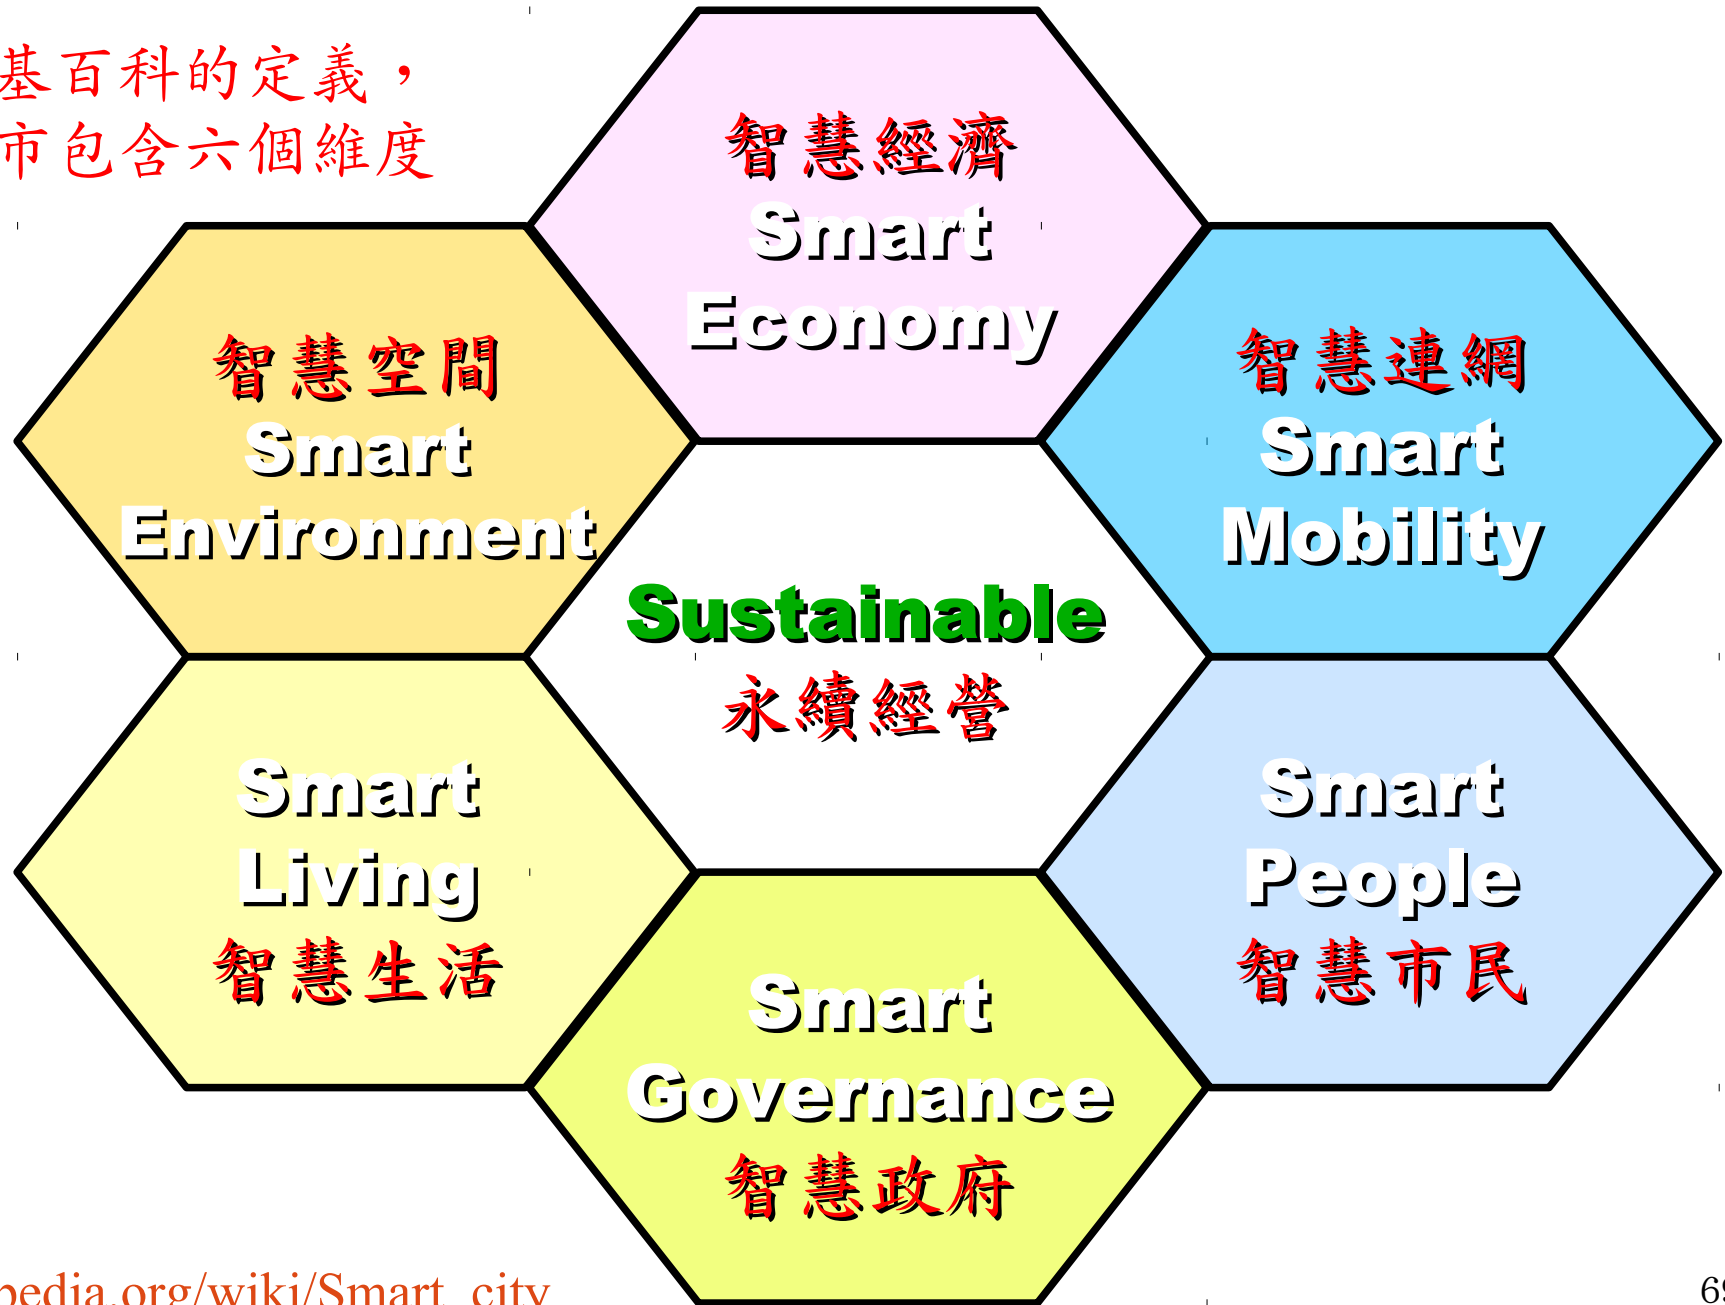 基百科的定義，
市包含六個維度
智慧經濟
Smart
Economy
智慧空間
Smart
Environment
智慧連網
Smart
Mobility
Sustainable
永續經營
Smart
Living
智慧生活
Smart
People
智慧市民
Smart
Governance
智慧政府
pedia.org/wiki/Smart_city
69